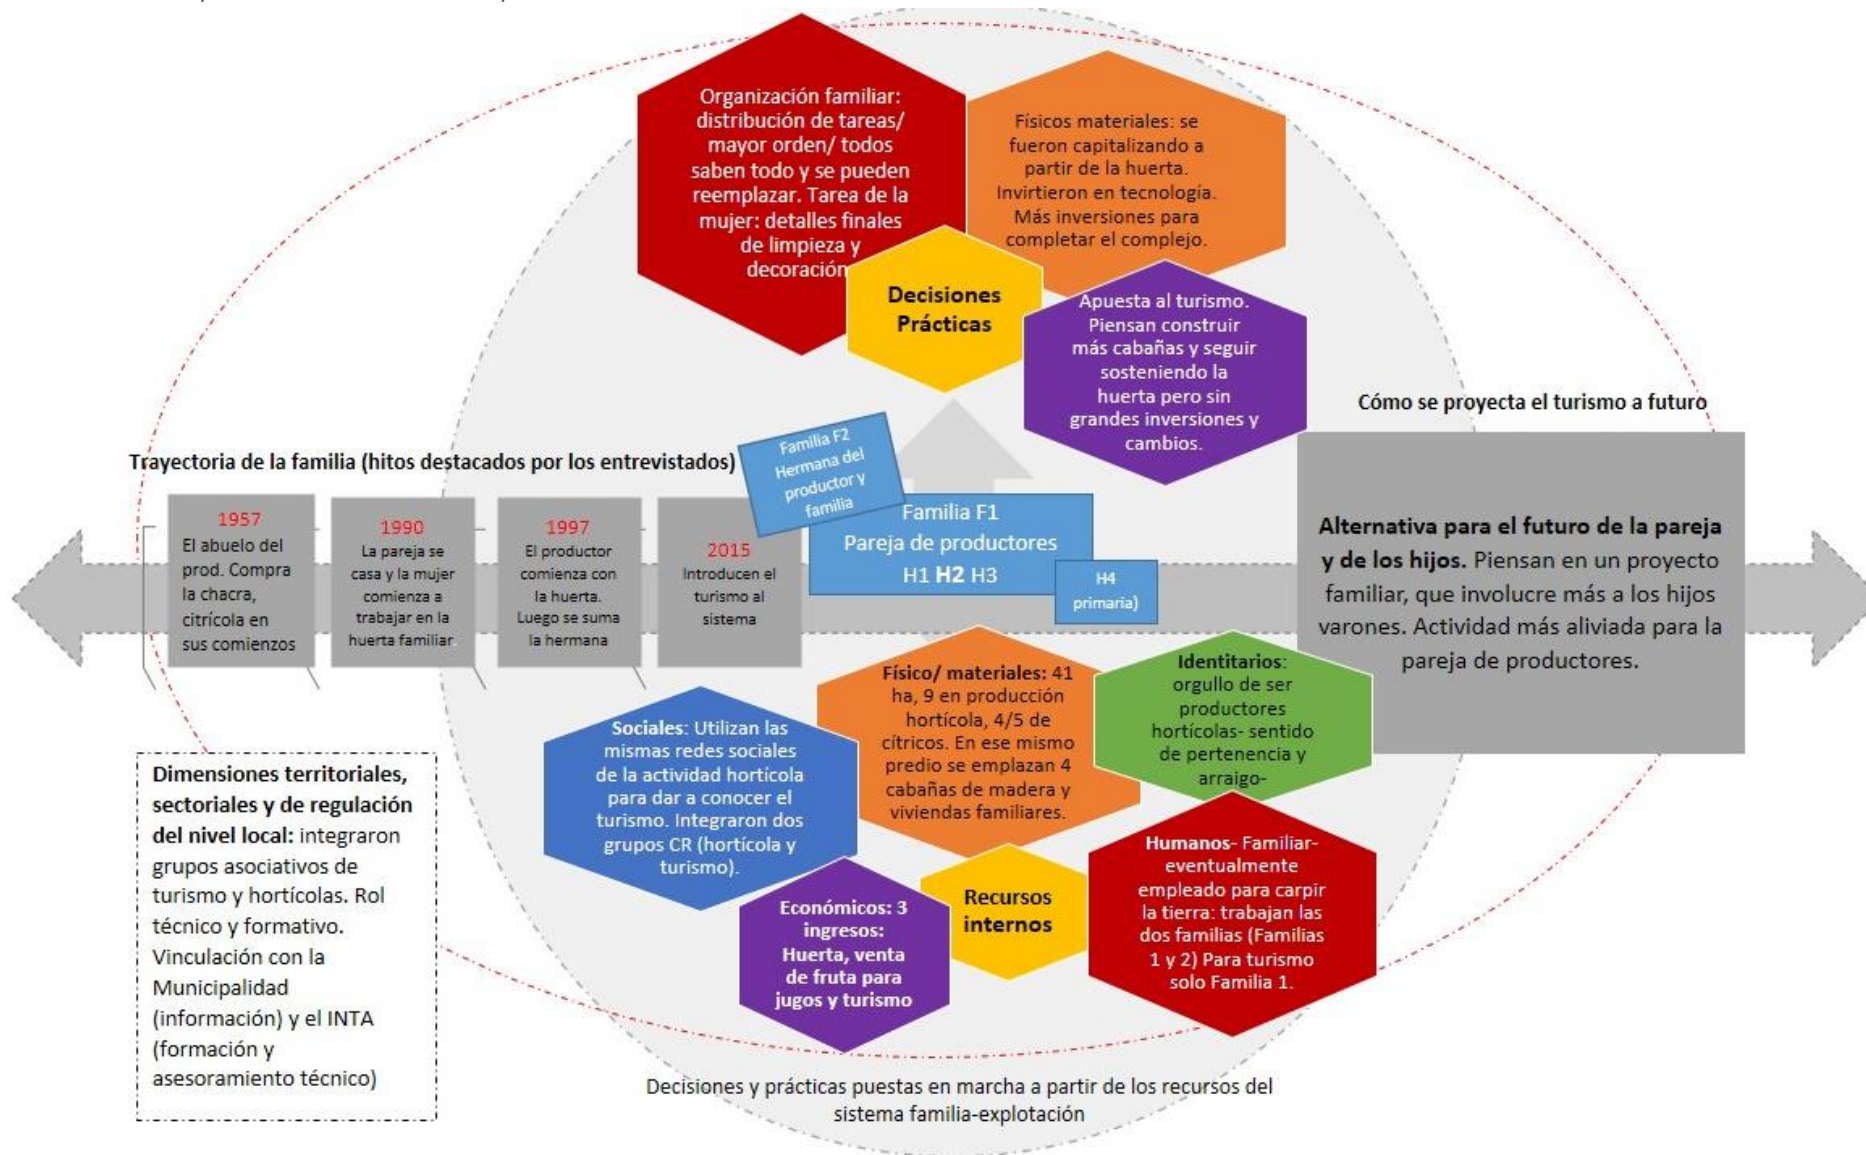 Organización familiar:
distribución de tareas/
mayor orden/ todos
saben todo y se pueden
reemplazar. Tarea de la
mujer: detalles finales
de limpieza y
decoración
Físicos materiales: se
fueron capitalizando a
partir de la huerta.
Invirtieron en tecnología.
Más inversiones para
completar el complejo.
Decisiones
Prácticas
Apuesta al turismo.
Piensan construir
más cabañas y seguir
sosteniendo la
huerta pero sin
grandes inversiones y
cambios.
Cómo se proyecta el turismo a futuro
Trayectoria de la familia (hitos destacados por los entrevistados)
1957
El abuelo del
prod. Compra
la chacra,
citrícola en
sus comienzos
1990
La pareja se
casa y la mujer
comienza a
trabajar en la
huerta familiar.
1997
El productor
comienza con
la huerta.
Luego se suma
la hermana
2015
Introducen el
turismo al
sistema
Familia F2
Hermana del
productor y
familia
Familia F1
Pareja de productores
H1 H2 H3
H4
primaria)
Alternativa para el futuro de la pareja
y de los hijos. Piensan en un proyecto
familiar, que involucre más a los hijos
varones. Actividad más aliviada para la
pareja de productores.
Sociales: Utilizan las
mismas redes sociales
de la actividad hortícola
para dar a conocer el
turismo. Integraron dos
grupos CR (hortícola y
turismo).
Físico/ materiales: 41
ha, 9 en producción
hortícola, 4/5 de
cítricos. En ese mismo
predio se emplazan 4
cabañas de madera y
viviendas familiares.
Identitarios:
orgullo de ser
productores
hortícolas- sentido
de pertenencia y
arraigo-
Económicos: 3
ingresos:
Huerta, venta
de fruta para
jugos y turismo
Recursos
internos
Humanos- Familiar-
eventualmente
empleado para carpir
la tierra: trabajan las
dos familias (Familias
1 y 2) Para turismo
solo Familia 1.
Dimensiones territoriales,
sectoriales y de regulación
del nivel local: integraron
grupos asociativos de
turismo y hortícolas. Rol
técnico y formativo.
Vinculación con la
Municipalidad
(información) y el INTA
(formación y
asesoramiento técnico)
Decisiones y prácticas puestas en marcha a partir de los recursos del
sistema familia-explotación